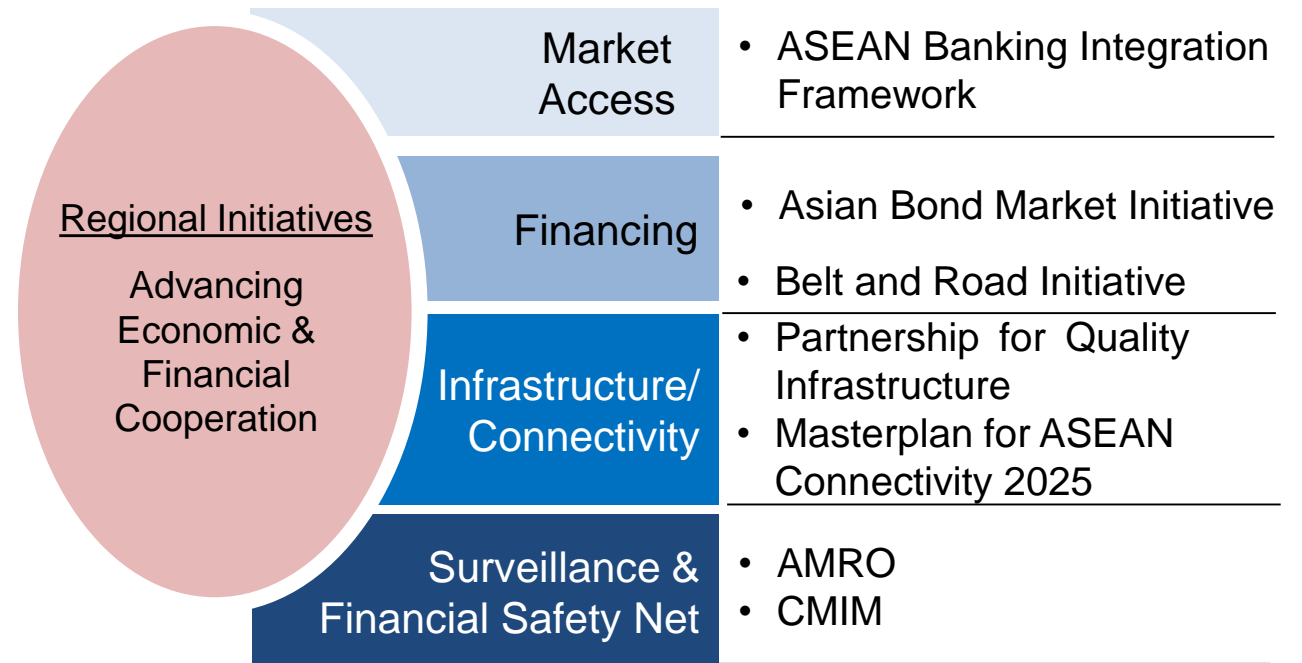 Regional Initiatives
Advancing
Economic &
Financial
Cooperation
Market
Access
• ASEAN Banking Integration
Framework
Financing
• Asian Bond Market Initiative
• Belt and Road Initiative
Infrastructure/
Connectivity
• Partnership for Quality
Infrastructure
• Masterplan for ASEAN
Connectivity 2025
Surveillance &
Financial Safety Net
• AMRO
• CMIM